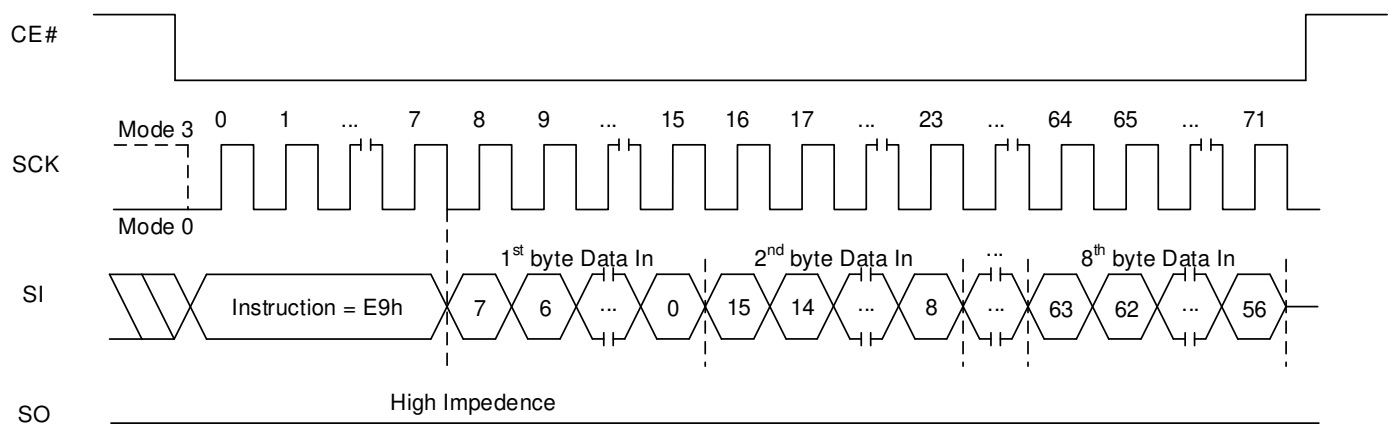 CE#
Mode 3
0 1 ... 7 8 9 ... 15 16 17 ... 23 ... 64 65 ... 71
SCK
Mode 0
1st byte Data In 2nd byte Data In ... 8th byte Data In
SI
Instruction = E9h 7 6 ... 0 15 14 ... 8 ... 63 62 ... 56
High Impedence
SO